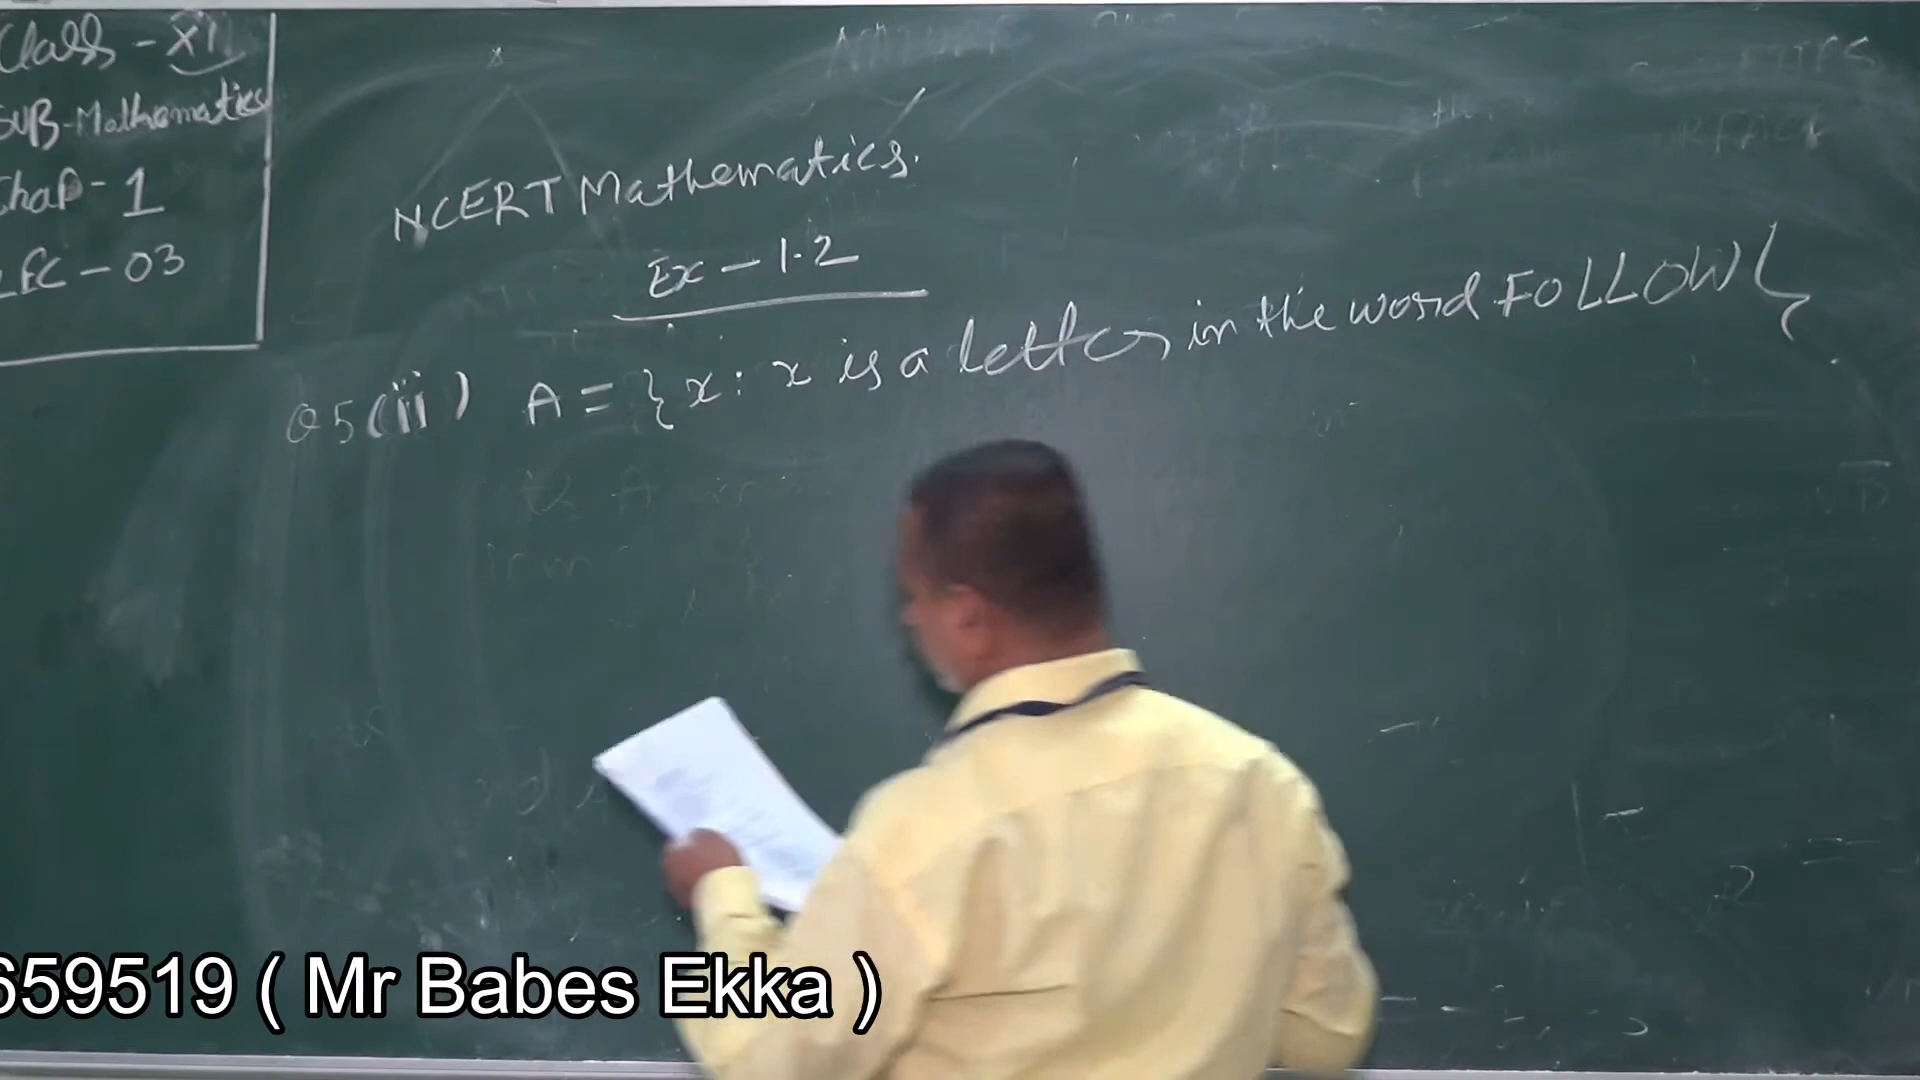 Class - XI
SUB-Mathematics
Chap - 1
LEC - 03
NCERT Mathematics.
Ex - 1.2
Q5(ii) A = { x : x is a letter in the word FOLLOW }
659519 ( Mr Babes Ekka )